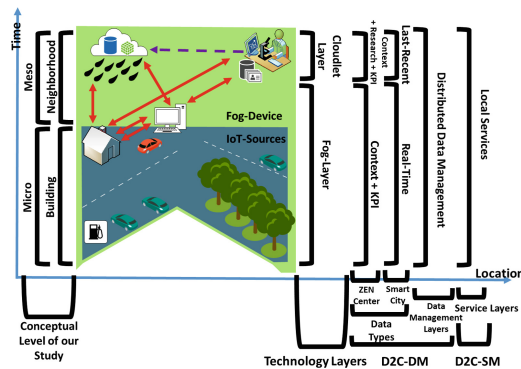 Time
Meso
Neighborhood
Micro
Building
Fog-Device
IoT-Sources
Cloudlet
Layer
Fog-Layer
Context
+ Research + KPI
Last-Recent
Context + KPI
Real-Time
Distributed Data Management
Local Services
Location
Conceptual
Level of our
Study
ZEN
Center
Smart
City
Data
Types
Data
Management
Layers
Service Layers
Technology Layers
D2C-DM
D2C-SM